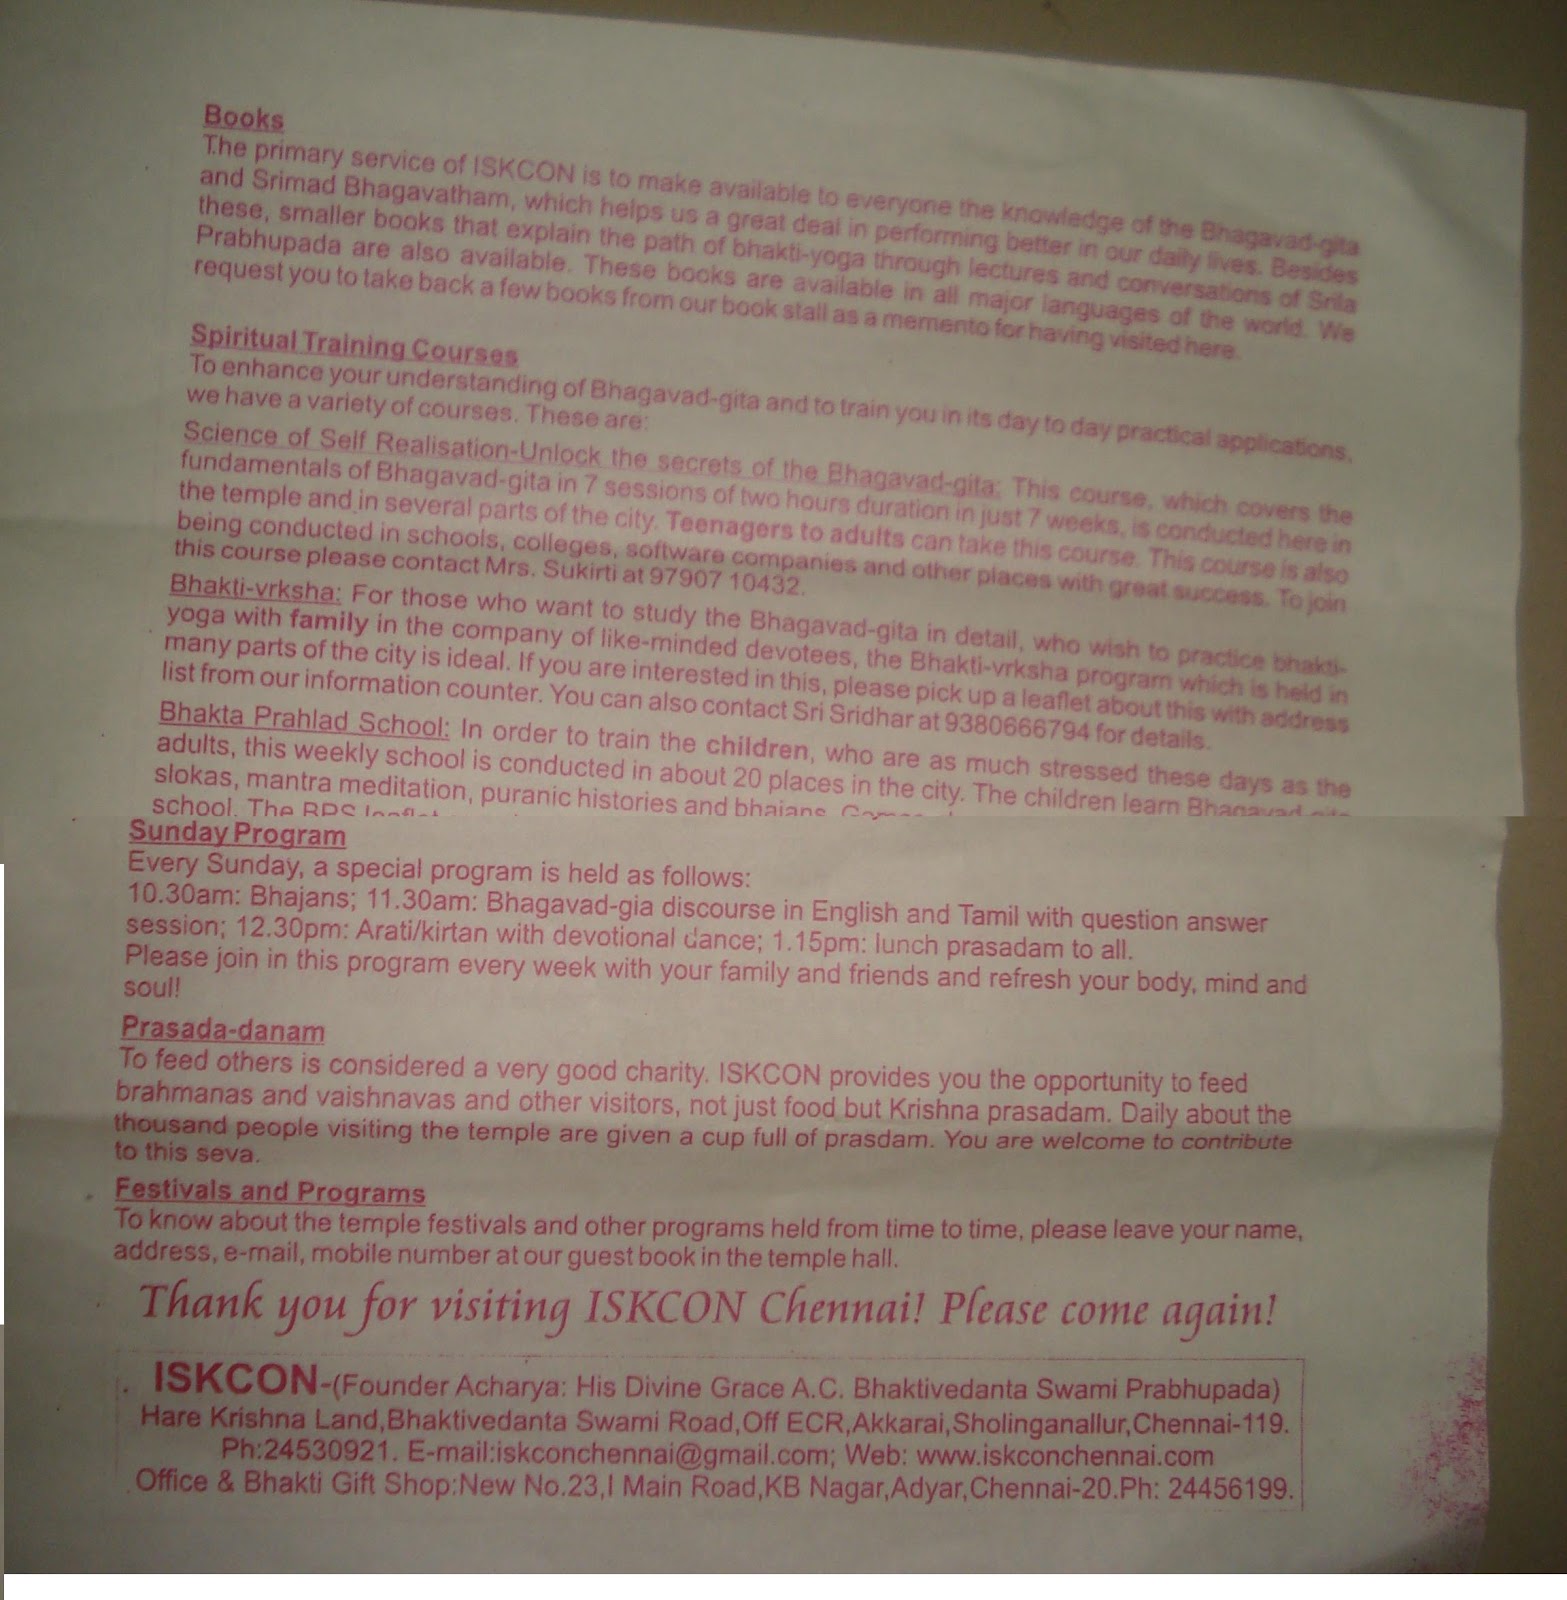 Books
The primary service of ISKCON is to make available to everyone the knowledge of the Bhagavad-gita
and Srimad Bhagavatham, which helps us a great deal in performing better in our daily lives. Besides
these, smaller books that explain the path of bhakti-yoga through lectures and conversations of Srila
Prabhupada are also available. These books are available in all major languages of the world. We
request you to take back a few books from our book stall as a memento for having visited here.
Spiritual Training Courses
To enhance your understanding of Bhagavad-gita and to train you in its day to day practical applications,
we have a variety of courses. These are:
Science of Self Realisation-Unlock the secrets of the Bhagavad-gita: This course, which covers the
fundamentals of Bhagavad-gita in 7 sessions of two hours duration in just 7 weeks, is conducted here in
the temple and in several parts of the city. Teenagers to adults can take this course. This course is also
being conducted in schools, colleges, software companies and other places with great success. To join
this course please contact Mrs. Sukirti at 97907 10432.
Bhakti-vrksha: For those who want to study the Bhagavad-gita in detail, who wish to practice bhakti-
yoga with family in the company of like-minded devotees, the Bhakti-vrksha program which is held in
many parts of the city is ideal. If you are interested in this, please pick up a leaflet about this with address
list from our information counter. You can also contact Sri Sridhar at 9380666794 for details.
Bhakta Prahlad School: In order to train the children, who are as much stressed these days as the
adults, this weekly school is conducted in about 20 places in the city. The children learn Bhagavad-gita
slokas, mantra meditation, puranic histories and bhajans.
school. The BPS leaflet
Sunday Program
Every Sunday, a special program is held as follows:
10.30am: Bhajans; 11.30am: Bhagavad-gia discourse in English and Tamil with question answer
session; 12.30pm: Arati/kirtan with devotional dance; 1.15pm: lunch prasadam to all.
Please join in this program every week with your family and friends and refresh your body, mind and
soul!
Prasada-danam
To feed others is considered a very good charity. ISKCON provides you the opportunity to feed
brahmanas and vaishnavas and other visitors, not just food but Krishna prasadam. Daily about the
thousand people visiting the temple are given a cup full of prasdam. You are welcome to contribute
to this seva.
Festivals and Programs
To know about the temple festivals and other programs held from time to time, please leave your name,
address, e-mail, mobile number at our guest book in the temple hall.
Thank you for visiting ISKCON Chennai! Please come again!
ISKCON-(Founder Acharya: His Divine Grace A.C. Bhaktivedanta Swami Prabhupada)
Hare Krishna Land,Bhaktivedanta Swami Road,Off ECR,Akkarai,Sholinganallur,Chennai-119.
Ph:24530921. E-mail:iskconchennai@gmail.com; Web: www.iskconchennai.com
Office & Bhakti Gift Shop:New No.23,I Main Road,KB Nagar,Adyar,Chennai-20.Ph: 24456199.